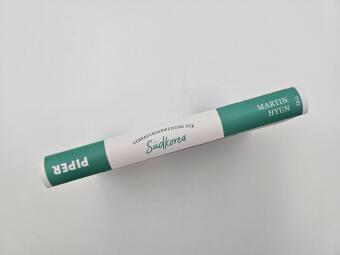 PIPER
GEBRAUCHSANWEISUNG FÜR
Südkorea
MARTIN
HYUN